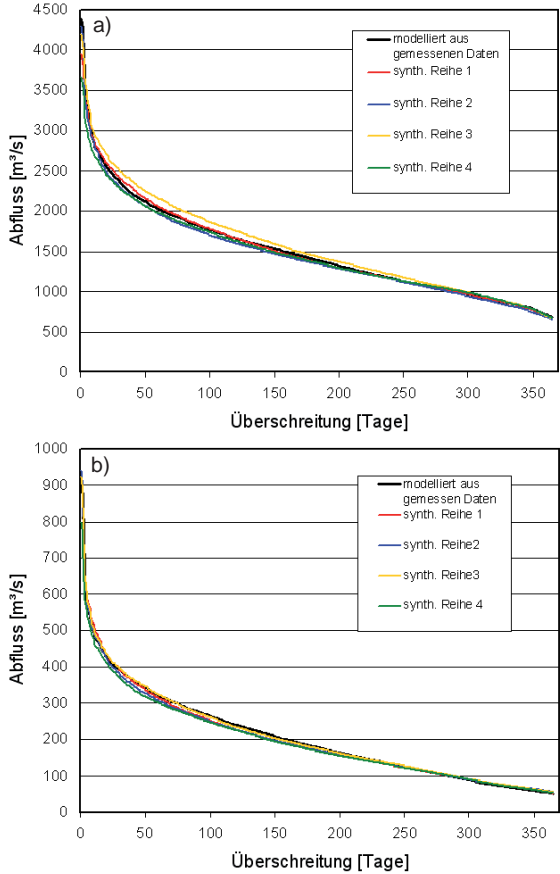 a)
4500
4000
3500
3000
2500
2000
1500
1000
500
0
Abfluss [m³/s]
modelliert aus
gemessenen Daten
synth. Reihe 1
synth. Reihe 2
synth. Reihe 3
synth. Reihe 4
0 50 100 150 200 250 300 350
Überschreitung [Tage]
b)
1000
900
800
700
600
500
400
300
200
100
0
Abfluss [m³/s]
modelliert aus
gemessen Daten
synth. Reihe 1
synth. Reihe2
synth. Reihe3
synth. Reihe 4
0 50 100 150 200 250 300 350
Überschreitung [Tage]